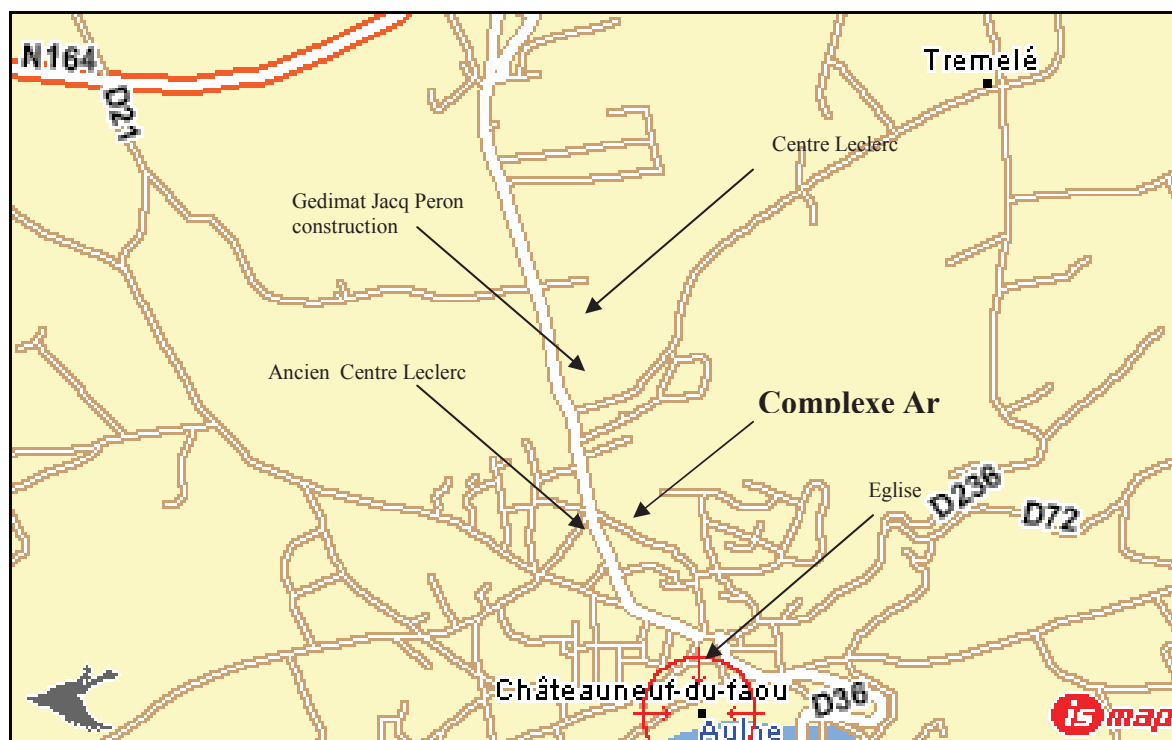 N164
D21
Tremelé
Centre Leclerc
Gedimat Jacq Peron
construction
Ancien Centre Leclerc
Complexe Ar
Eglise
D236
D72
Châteauneuf-du-faou
D36
Aulne
is map